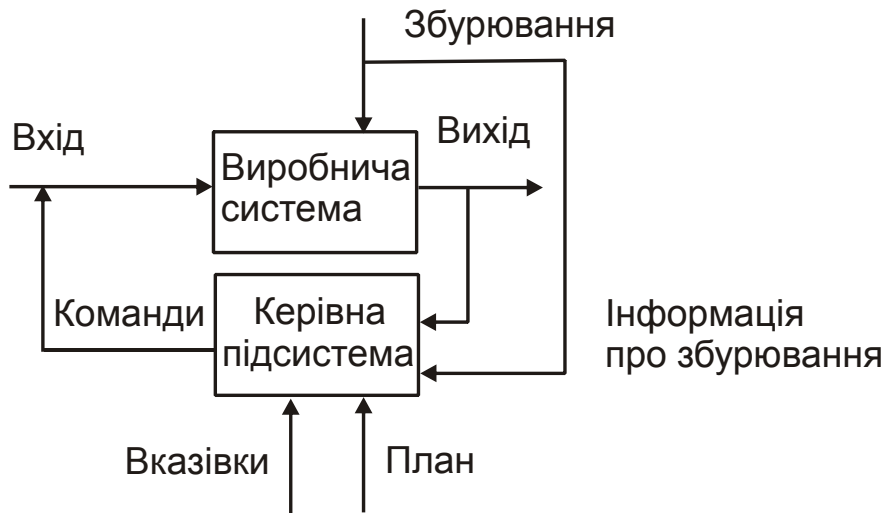 Збурювання
Вхід
Вихід
Виробнича
система
Команди
Керівна
підсистема
Інформація
про збурювання
Вказівки
План